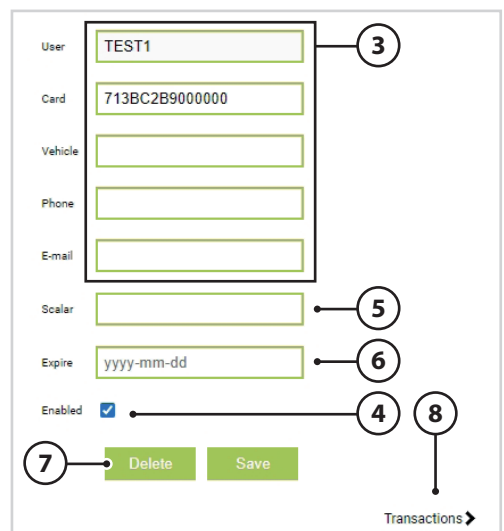 User TEST1 3
Card 713BC2B9000000
Vehicle
Phone
E-mail
Scalar 5
Expire yyyy-mm-dd 6
Enabled 4 8
7 Delete Save
Transactions